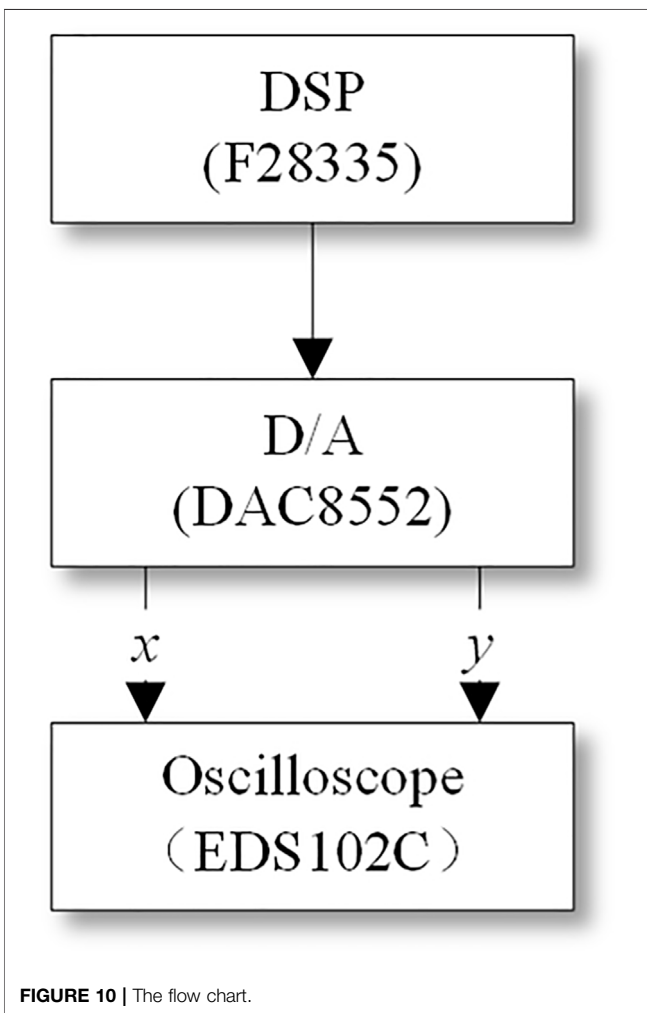 DSP
(F28335)
D/A
(DAC8552)
x y
Oscilloscope
（EDS102C）
FIGURE 10 | The flow chart.